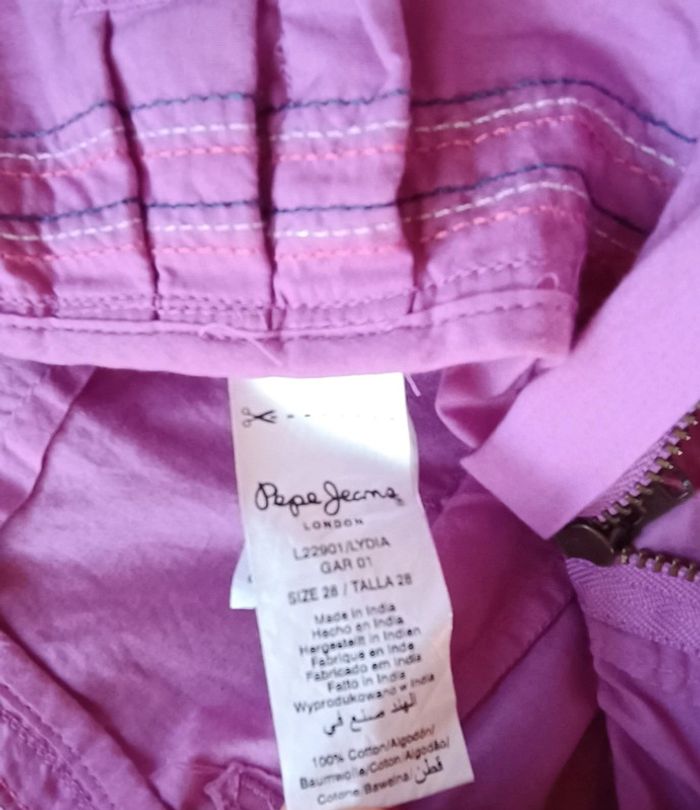 Pepe Jeans
LONDON
L22901/LYDIA
GAR 01
SIZE 28 / TALLA 28
Made in India
Hecho en India
Hergestellt in Indien
Fabrique en Inde
Fabricado em India
Fatto in India
Wyprodukowano w India
الهند صنع في
100% Cotton/Algodón/
Baumwolle/Coton/Algodão/
Cotone Bawełna/قطن